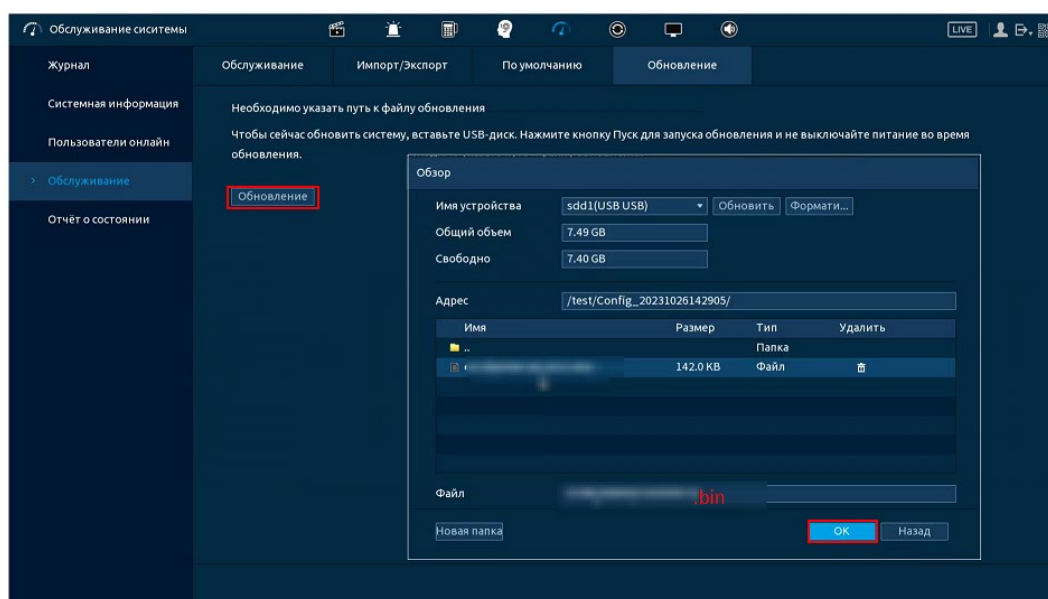 Обслуживание сиситемы
LIVE
Журнал
Обслуживание Импорт/Экспорт По умолчанию Обновление
Системная информация
Необходимо указать путь к файлу обновления
Пользователи онлайн
Чтобы сейчас обновить систему, вставьте USB-диск. Нажмите кнопку Пуск для запуска обновления и не выключайте питание во время
обновления.
Обслуживание
Обновление
Отчёт о состоянии
Обзор
Имя устройства sdd1(USB USB) Обновить Формати...
Общий объем 7.49 GB
Свободно 7.40 GB
Адрес /test/Config_20231026142905/
Имя Размер Тип Удалить
.. Папка
142.0 KB Файл
Файл .bin
Новая папка OK Назад